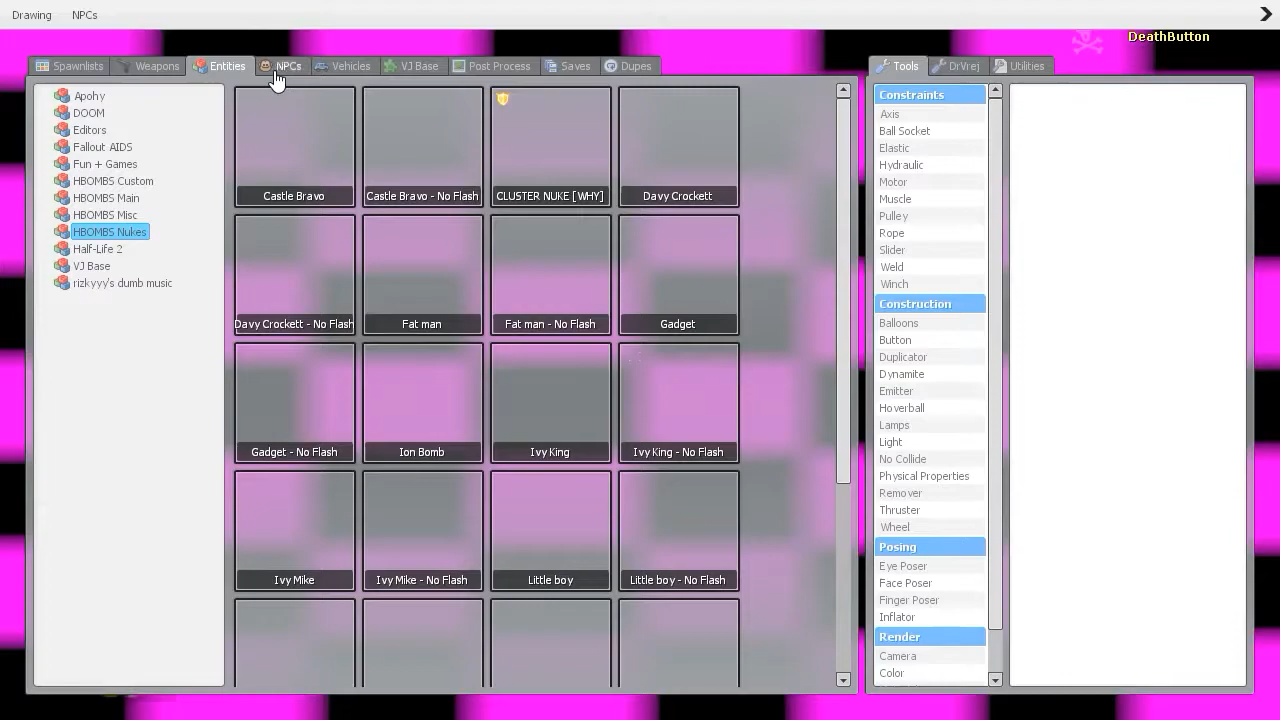 Drawing NPCs
DeathButton
Spawnlists Weapons Entities NPCs Vehicles VJ Base Post Process Saves Dupes
Tools DrVrej Utilities
Apohy
DOOM
Editors
Fallout AIDS
Fun + Games
HBOMBS Custom
HBOMBS Main
HBOMBS Misc
HBOMBS Nukes
Half-Life 2
VJ Base
rizkyyy's dumb music
Castle Bravo
Castle Bravo - No Flash
CLUSTER NUKE [WHY]
Davy Crockett
Davy Crockett - No Flash
Fat man
Fat man - No Flash
Gadget
Gadget - No Flash
Ion Bomb
Ivy King
Ivy King - No Flash
Ivy Mike
Ivy Mike - No Flash
Little boy
Little boy - No Flash
Constraints
Axis
Ball Socket
Elastic
Hydraulic
Motor
Muscle
Pulley
Rope
Slider
Weld
Winch
Construction
Balloons
Button
Duplicator
Dynamite
Emitter
Hoverball
Lamps
Light
No Collide
Physical Properties
Remover
Thruster
Wheel
Posing
Eye Poser
Face Poser
Finger Poser
Inflator
Render
Camera
Color